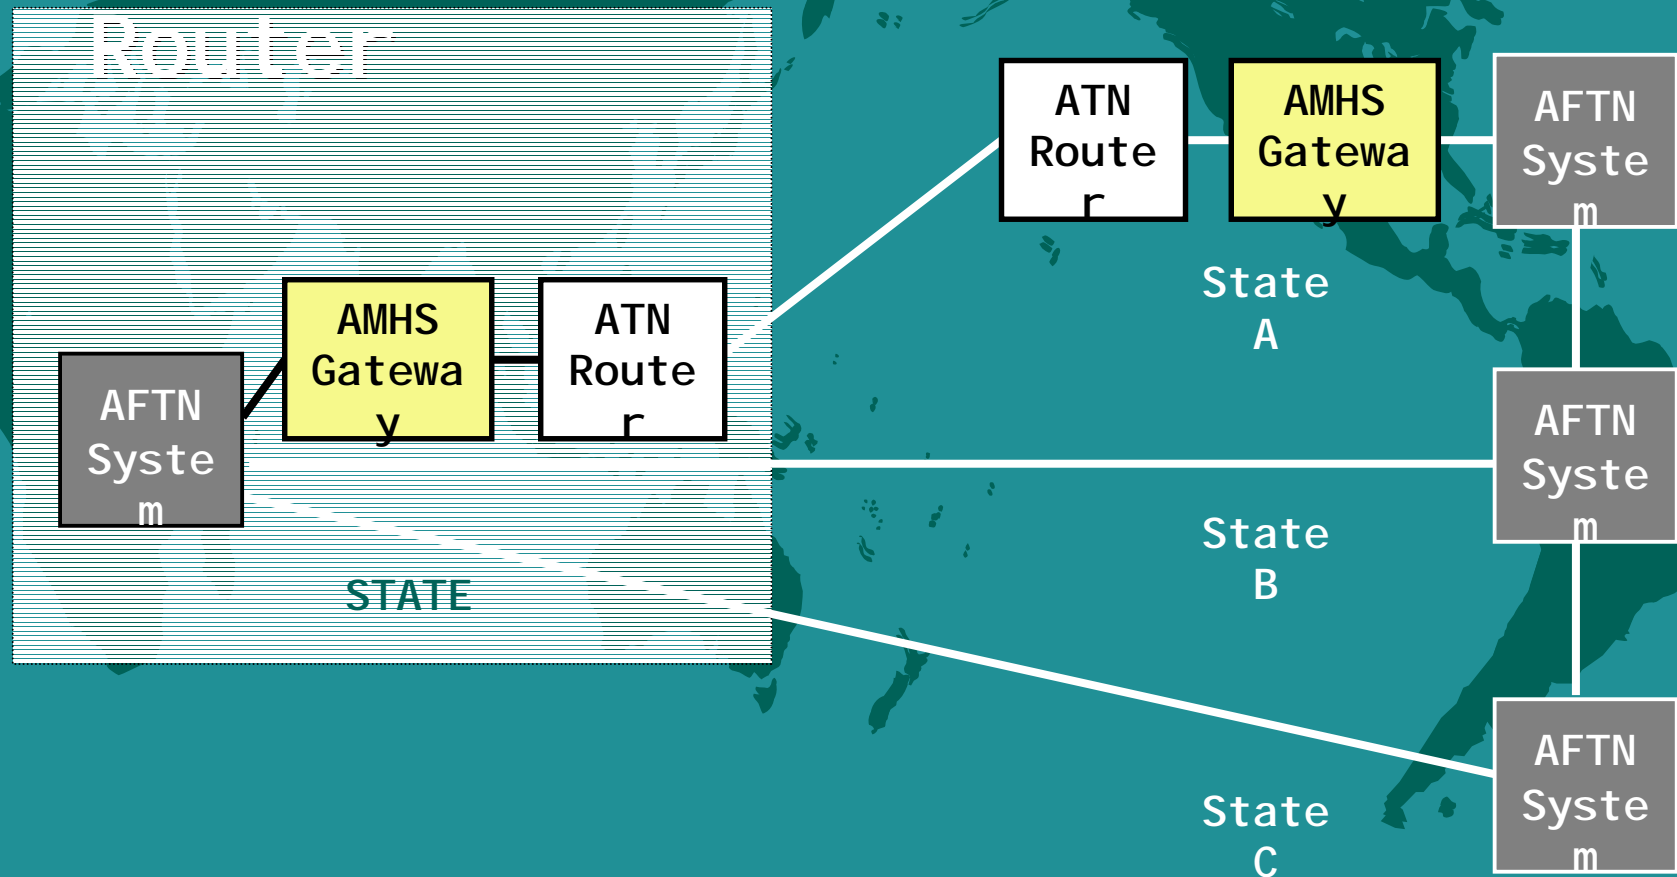 Router
ATN
Route
r
AMHS
Gatewa
y
AFTN
Syste
m
State
A
AMHS
Gatewa
y
ATN
Route
r
AFTN
Syste
m
STATE
AFTN
Syste
m
State
B
AFTN
Syste
m
State
C